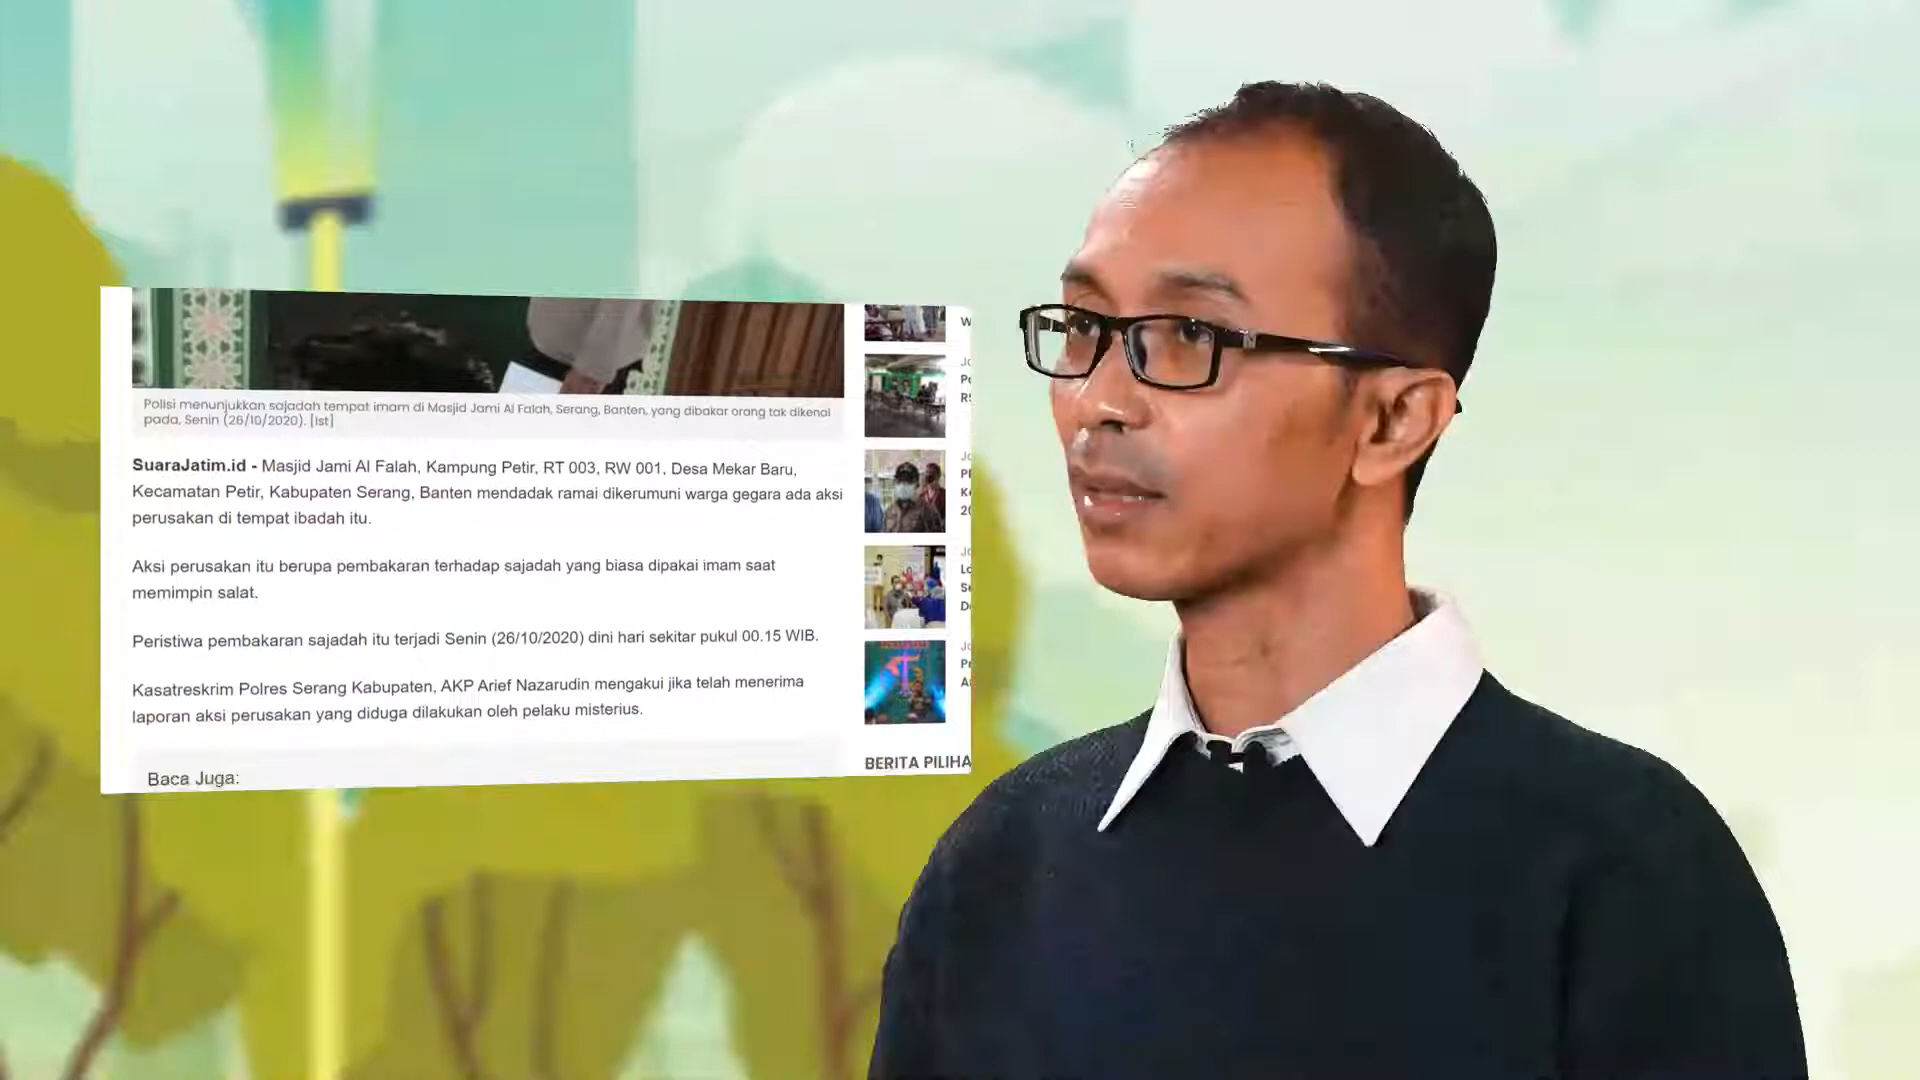 Polisi menunjukkan sajadah tempat imam di Masjid Jami Al Falah, Serang, Banten, yang dibakar orang tak dikenal
pada, Senin (26/10/2020). [Ist]
SuaraJatim.id - Masjid Jami Al Falah, Kampung Petir, RT 003, RW 001, Desa Mekar Baru,
Kecamatan Petir, Kabupaten Serang, Banten mendadak ramai dikerumuni warga gegara ada aksi
perusakan di tempat ibadah itu.
Aksi perusakan itu berupa pembakaran terhadap sajadah yang biasa dipakai imam saat
memimpin salat.
Peristiwa pembakaran sajadah itu terjadi Senin (26/10/2020) dini hari sekitar pukul 00.15 WIB.
Kasatreskrim Polres Serang Kabupaten, AKP Arief Nazarudin mengakui jika telah menerima
laporan aksi perusakan yang diduga dilakukan oleh pelaku misterius.
Baca Juga:
BERITA PILIHA